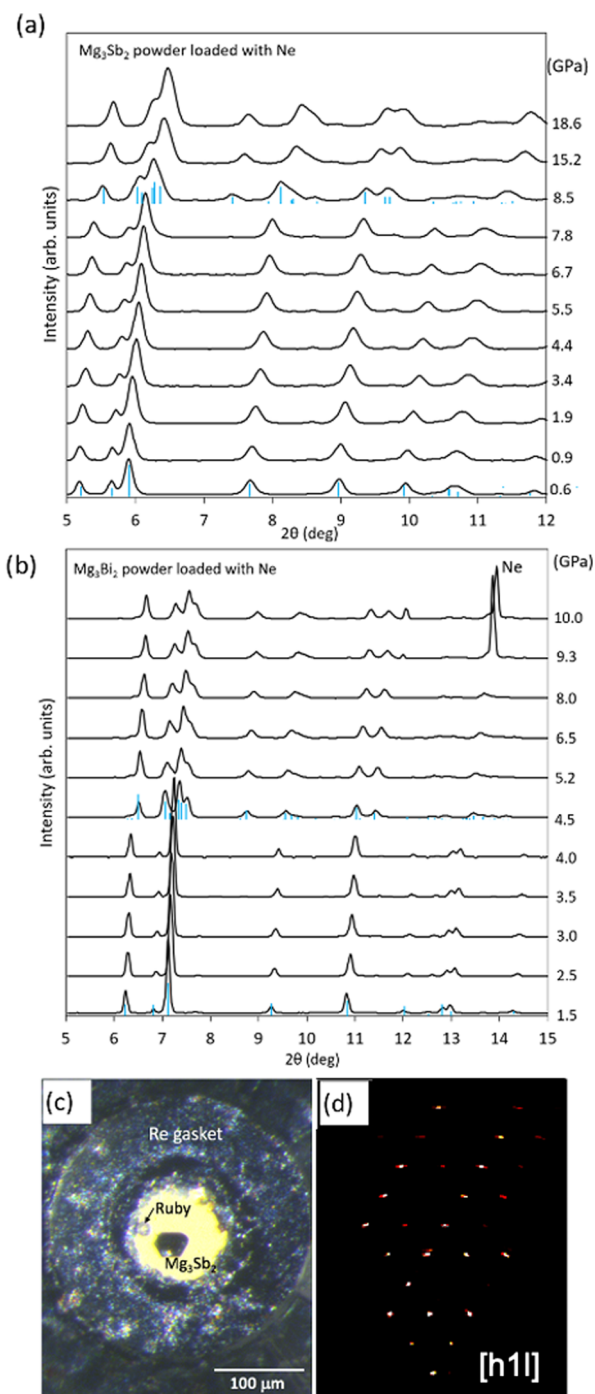 (a)
Mg₃Sb₂ powder loaded with Ne
(GPa)
18.6
15.2
8.5
7.8
6.7
5.5
4.4
3.4
1.9
0.9
0.6
Intensity (arb. units)
5 6 7 8 9 10 11 12
2θ (deg)
(b)
Mg₃Bi₂ powder loaded with Ne
Ne
(GPa)
10.0
9.3
8.0
6.5
5.2
4.5
4.0
3.5
3.0
2.5
1.5
Intensity (arb. units)
5 6 7 8 9 10 11 12 13 14 15
2θ (deg)
(c)
Re gasket
Ruby
Mg₃Sb₂
100 μm
(d)
[h1l]